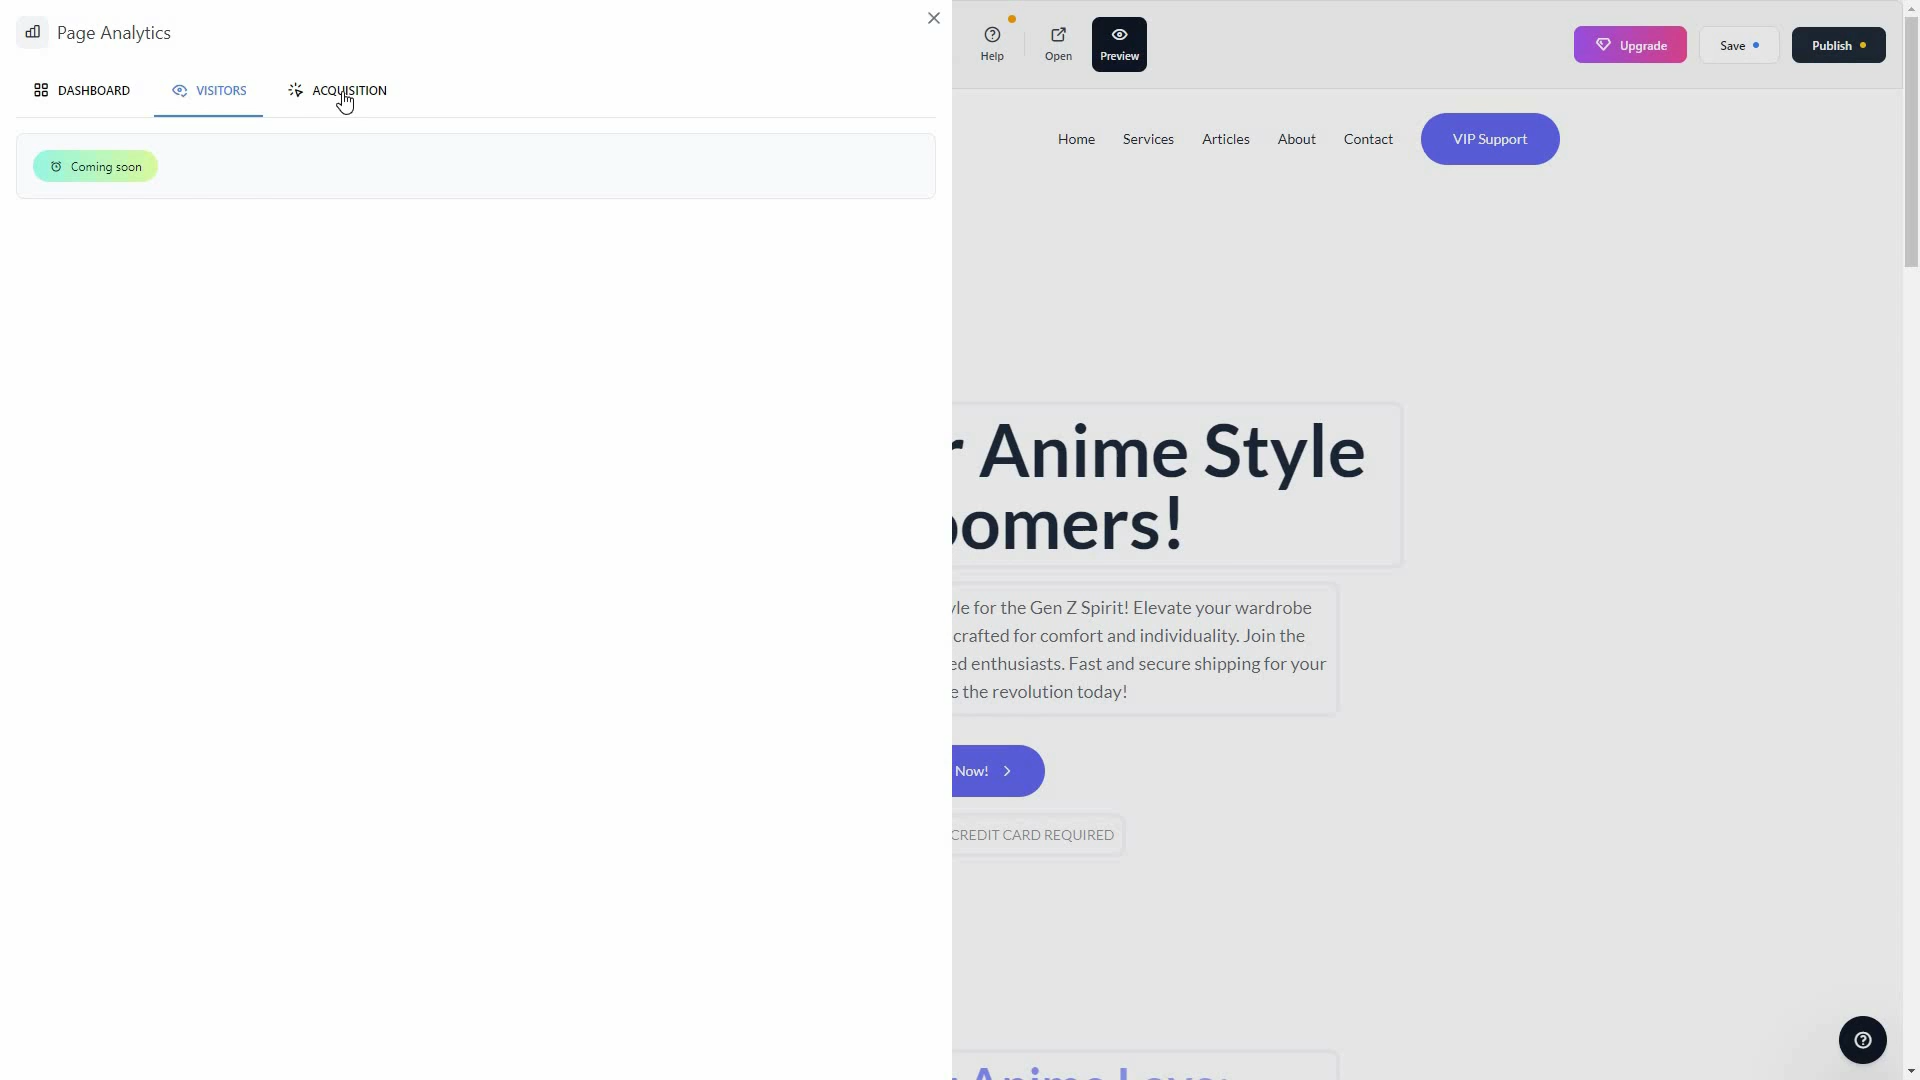 Page Analytics
DASHBOARD
VISITORS
ACQUISITION
Coming soon
Help
Open
Preview
Upgrade
Save
Publish
Home
Services
Articles
About
Contact
VIP Support
Anime Style
omers!
le for the Gen Z Spirit! Elevate your wardrobe
crafted for comfort and individuality. Join the
ed enthusiasts. Fast and secure shipping for your
e the revolution today!
Now!
CREDIT CARD REQUIRED
Anime Love: